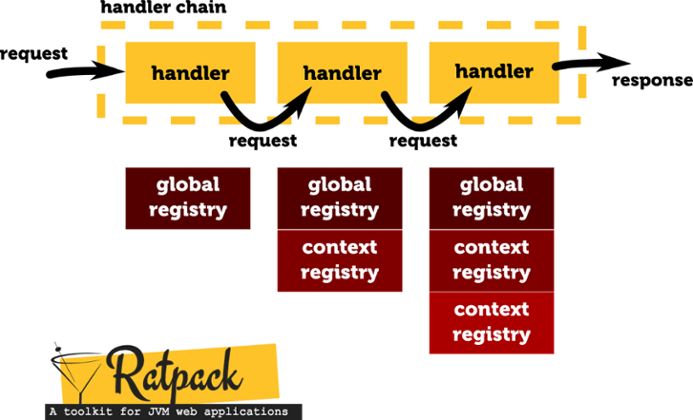 handler chain
request
handler
handler
handler
response
request
request
global
registry
global
registry
context
registry
global
registry
context
registry
context
registry
Ratpack
A toolkit for JVM web applications